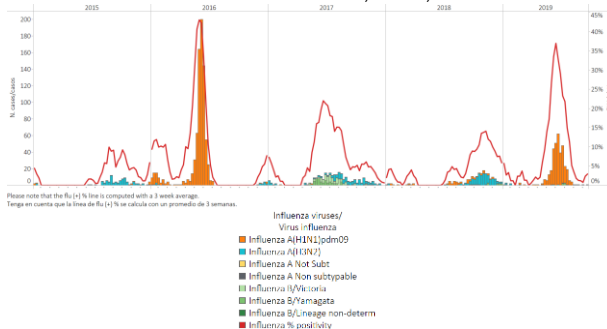 2015 2016 2017 2018 2019
200 45%
180 40%
160 35%
140 30%
120 25%
100 20%
80 15%
60 10%
40 5%
20 0%
0
N. cases/casos
Please note that the flu [+] % line is computed with a 3 week average.
Tenga en cuenta que la línea de flu [+] % se calcula con un promedio de 3 semanas.
Influenza viruses/
Virus influenza
Influenza A(H1N1)pdm09
Influenza A(H3N2)
Influenza A Not Subt
Influenza A Non subtypable
Influenza B/Victoria
Influenza B/Yamagata
Influenza B/Lineage non-determ
Influenza % positivity